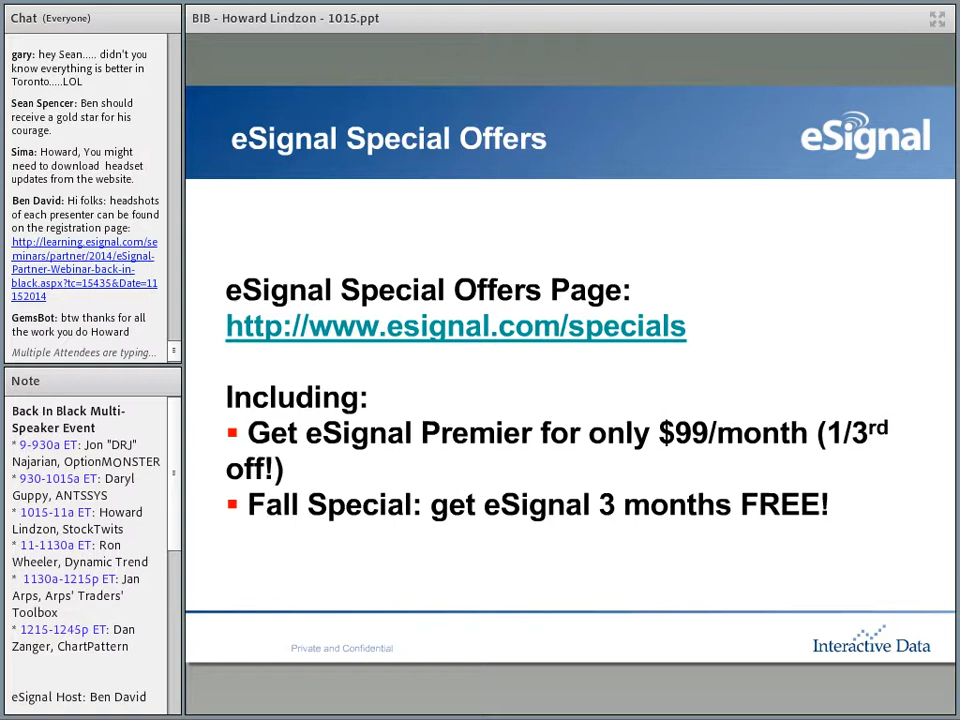 Chat (Everyone)
gary: hey Sean..... didn't you
know everything is better in
Toronto.....LOL
Sean Spencer: Ben should
receive a gold star for his
courage.
Sima: Howard, You might
need to download headset
updates from the website.
Ben David: Hi folks: headshots
of each presenter can be found
on the registration page:
http://learning.esignal.com/se
minars/partner/2014/eSignal-
Partner-Webinar-back-in-
black.aspx?tc=15435&Date=11
152014
GemsBot: btw thanks for all
the work you do Howard
Multiple Attendees are typing...
Note
Back In Black Multi-
Speaker Event
* 9-930a ET: Jon "DRJ"
Najarian, OptionMONSTER
* 930-1015a ET: Daryl
Guppy, ANTSSYS
* 1015-11a ET: Howard
Lindzon, StockTwits
* 11-1130a ET: Ron
Wheeler, Dynamic Trend
* 1130a-1215p ET: Jan
Arps, Arps' Traders'
Toolbox
* 1215-1245p ET: Dan
Zanger, ChartPattern
eSignal Host: Ben David
BIB - Howard Lindzon - 1015.ppt
eSignal Special Offers
eSignal
eSignal Special Offers Page:
http://www.esignal.com/specials
Including:
▪ Get eSignal Premier for only $99/month (1/3rd
off!)
▪ Fall Special: get eSignal 3 months FREE!
Private and Confidential
Interactive Data